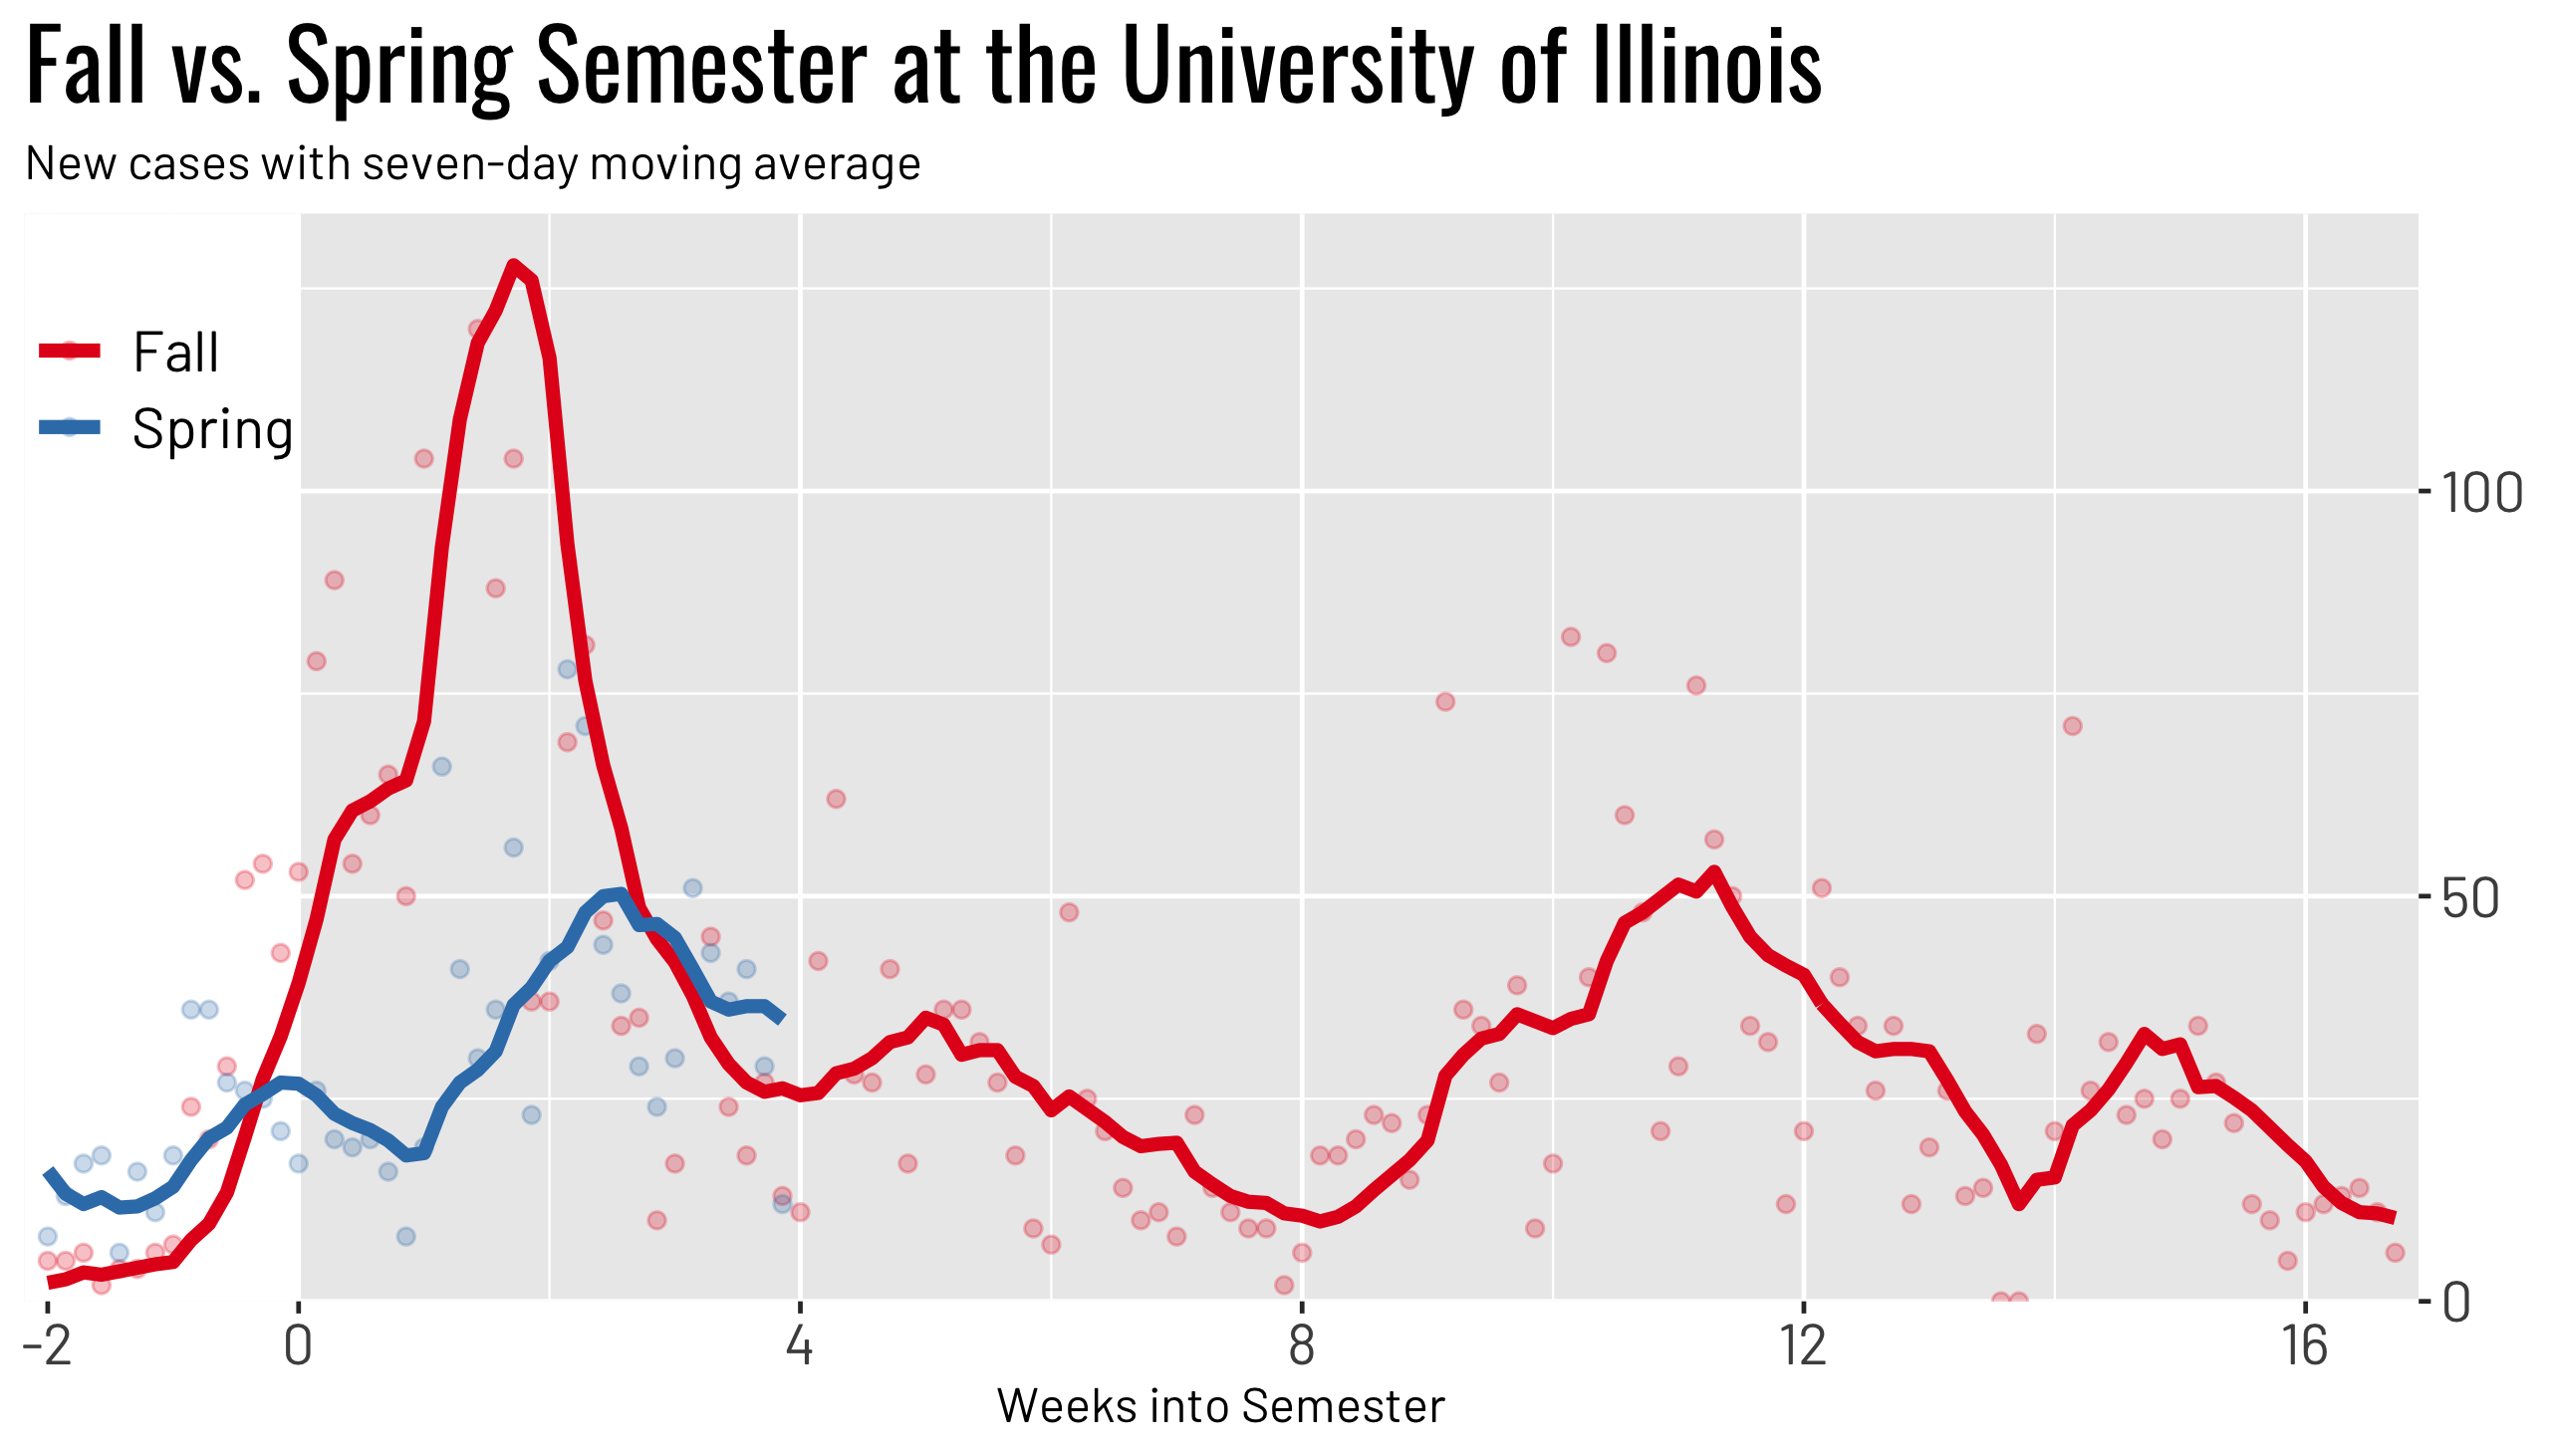 Fall vs. Spring Semester at the University of Illinois
New cases with seven-day moving average
Fall
Spring
100
50
0
-2 0 4 8 12 16
Weeks into Semester